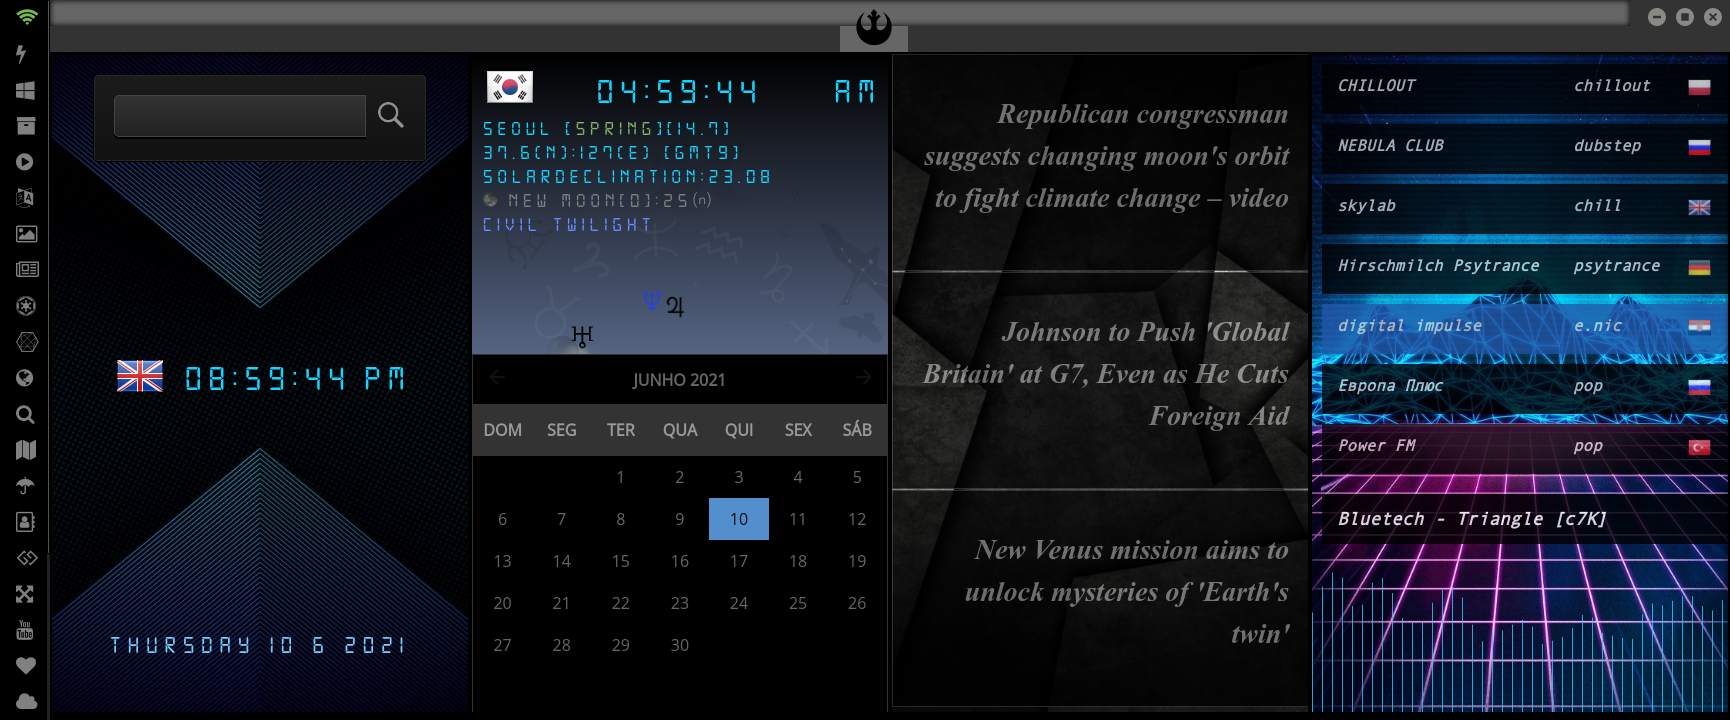 08:59:44 PM
THURSDAY 10 6 2021
04:59:44 AM
SEOUL [SPRING][14.7]
37.6(N):127(E) [GMT9]
SOLARDECLINATION:23.08
NEW MOON[0]:25(n)
CIVIL TWILIGHT
JUNHO 2021
DOM SEG TER QUA QUI SEX SÁB
1 2 3 4 5
6 7 8 9 10 11 12
13 14 15 16 17 18 19
20 21 22 23 24 25 26
27 28 29 30
Republican congressman
suggests changing moon's orbit
to fight climate change – video
Johnson to Push 'Global
Britain' at G7, Even as He Cuts
Foreign Aid
New Venus mission aims to
unlock mysteries of 'Earth's
twin'
CHILLOUT chillout
NEBULA CLUB dubstep
skylab chill
Hirschmilch Psytrance psytrance
digital impulse e.nic
Европа Плюс pop
Power FM pop
Bluetech - Triangle [c7K]
You
Tube